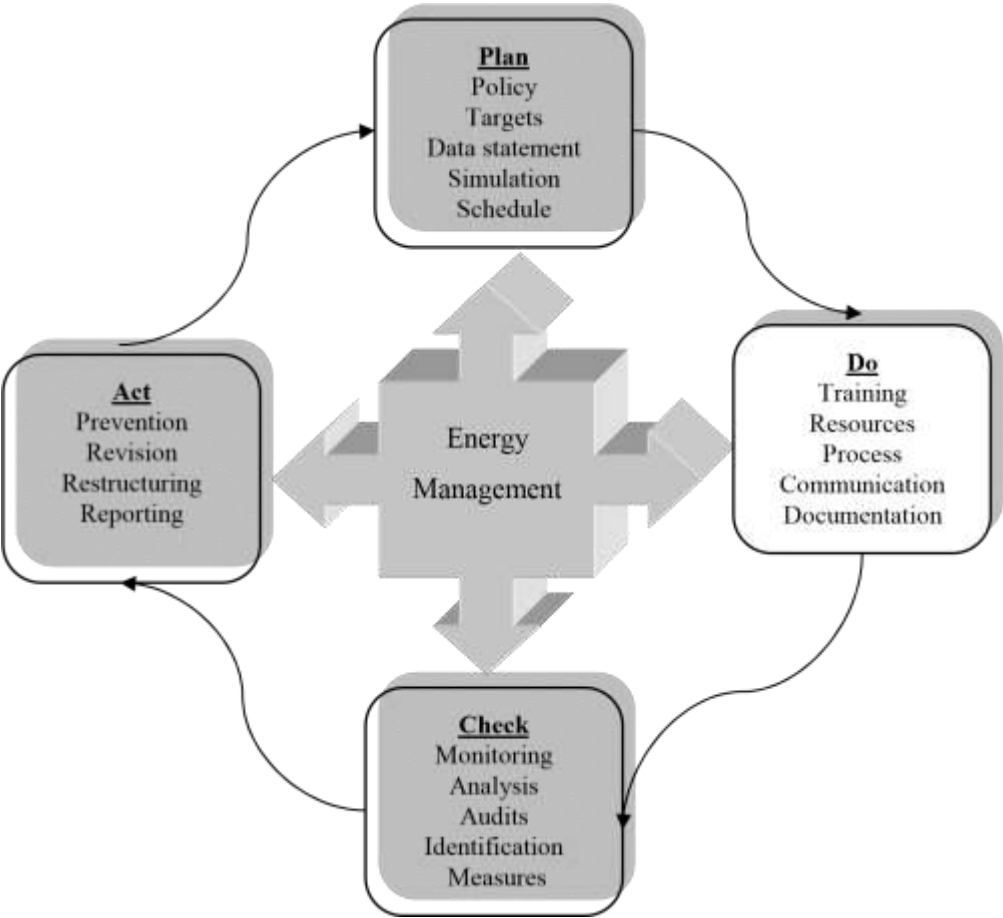 Plan
Policy
Targets
Data statement
Simulation
Schedule
Act
Prevention
Revision
Restructuring
Reporting
Energy
Management
Do
Training
Resources
Process
Communication
Documentation
Check
Monitoring
Analysis
Audits
Identification
Measures